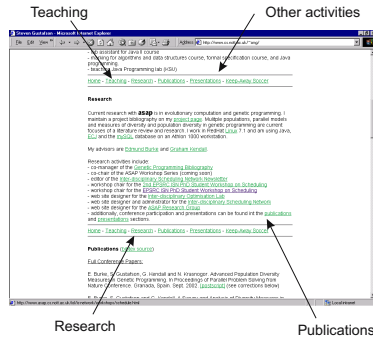 Teaching
Other activities
Steven Gustafson - Microsoft Internet Explorer
File Edit View
Address http://www.cs.nott.ac.uk/~smg/
- lab assistant for Java II course
- marking for algorithms and data structures course, formal specification course, and Java
programming.
- teaching Java Programming lab (KSU)
Home - Teaching - Research - Publications - Presentations - Keep-Away Soccer
Research
Current research with asap is in evolutionary computation and genetic programming. I
maintain a project bibliography on my project page. Multiple populations, parallel models
and measures of diversity and population diversity in genetic programming are current
focuses of a literature review and research. I work in RedHat Linux 7.1 and am using Java,
ECJ and the mySQL database on an Athlon 1000 workstation.
My advisors are Edmund Burke and Graham Kendall.
Research activities include:
- co-manager of the Genetic Programming Bibliography
- co-chair of the ASAP Workshop Series (coming soon)
- editor of the Inter-disciplinary Scheduling Network Newsletter
- workshop chair for the 2nd EPSRC ISN PhD Student Workshop on Scheduling
- workshop chair for the EPSRC ISN PhD Student Workshop on Scheduling
- web site designer for the Inter-disciplinary Optimisation Lab
- web site designer and administrator for the Inter-disciplinary Scheduling Network
- web site designer for the ASAP Research Group
- additionally, conference participation and presentations can be found in the publications
and presentations sections.
Home - Teaching - Research - Publications - Presentations - Keep-Away Soccer
Publications (bibtex source)
Full Conference Papers:
E. Burke, S. Gustafson, G. Kendall and N. Krasnogor. Advanced Population Diversity
Measures in Genetic Programming. In Proceedings of Parallel Problem Solving from
Nature Conference. Granada, Spain. Sept. 2002. (postscript) (see corrections below)
Local intranet
Research
Publications